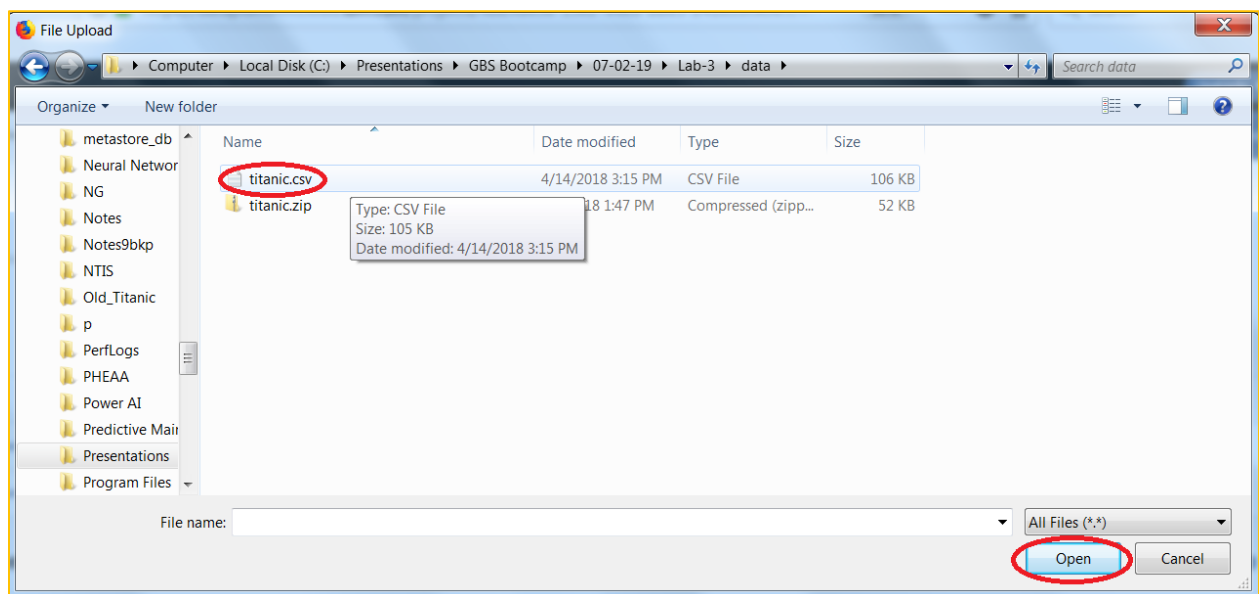 File Upload
Computer ▸ Local Disk (C:) ▸ Presentations ▸ GBS Bootcamp ▸ 07-02-19 ▸ Lab-3 ▸ data ▸
Search data
Organize
New folder
Name
Date modified
Type
Size
metastore_db
Neural Networ
NG
Notes
Notes9bkp
NTIS
Old_Titanic
p
PerfLogs
PHEAA
Power AI
Predictive Mair
Presentations
Program Files
titanic.csv 4/14/2018 3:15 PM CSV File 106 KB
titanic.zip 18 1:47 PM Compressed (zipp... 52 KB
Type: CSV File
Size: 105 KB
Date modified: 4/14/2018 3:15 PM
File name:
All Files (*.*)
Open
Cancel